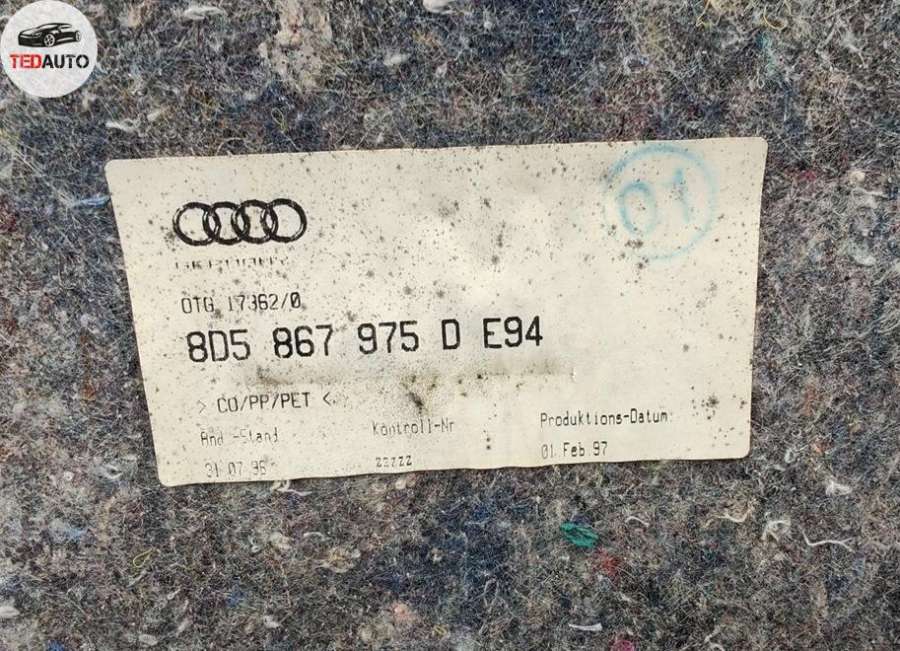 TEDAUTO
01
GERMANY
OTG 17362/0
8D5 867 975 D E94
> CO/PP/PET <
Änd.-Stand Kontroll-Nr Produktions-Datum:
31.07.96 ZZZZZ 01.Feb.97